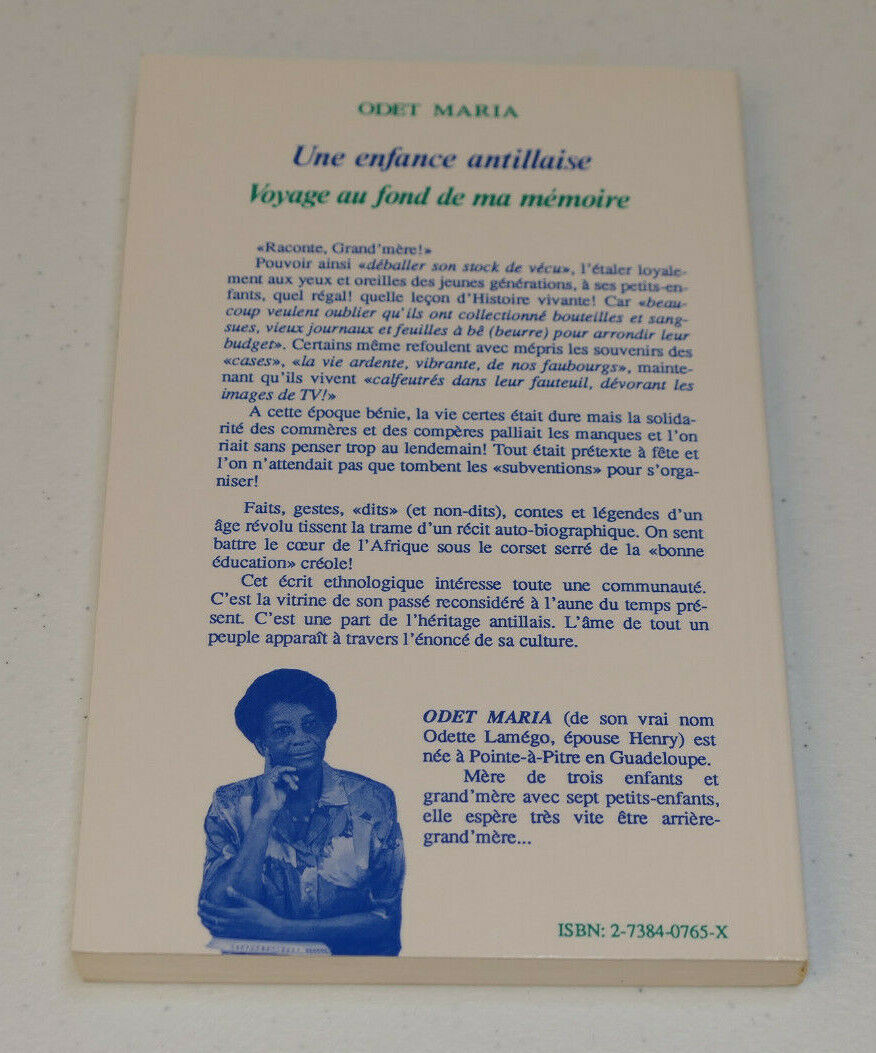 ODET MARIA
Une enfance antillaise
Voyage au fond de ma mémoire
«Raconte, Grand'mère!»
Pouvoir ainsi «déballer son stock de vécu», l'étaler loyale-
ment aux yeux et oreilles des jeunes générations, à ses petits-en-
fants, quel régal! quelle leçon d'Histoire vivante! Car «beau-
coup veulent oublier qu'ils ont collectionné bouteilles et sang-
sues, vieux journaux et feuilles à bê (beurre) pour arrondir leur
budget». Certains même refoulent avec mépris les souvenirs des
«cases», «la vie ardente, vibrante, de nos faubourgs», mainte-
nant qu'ils vivent «calfeutrés dans leur fauteuil, dévorant les
images de TV!»
A cette époque bénie, la vie certes était dure mais la solida-
rité des commères et des compères palliait les manques et l'on
riait sans penser trop au lendemain! Tout était prétexte à fête et
l'on n'attendait pas que tombent les «subventions» pour s'orga-
niser!
Faits, gestes, «dits» (et non-dits), contes et légendes d'un
âge révolu tissent la trame d'un récit auto-biographique. On sent
battre le cœur de l'Afrique sous le corset serré de la «bonne
éducation» créole!
Cet écrit ethnologique intéresse toute une communauté.
C'est la vitrine de son passé reconsidéré à l'aune du temps pré-
sent. C'est une part de l'héritage antillais. L'âme de tout un
peuple apparaît à travers l'énoncé de sa culture.
ODET MARIA (de son vrai nom
Odette Lamégo, épouse Henry) est
née à Pointe-à-Pitre en Guadeloupe.
Mère de trois enfants et
grand'mère avec sept petits-enfants,
elle espère très vite être arrière-
grand'mère...
ISBN: 2-7384-0765-X